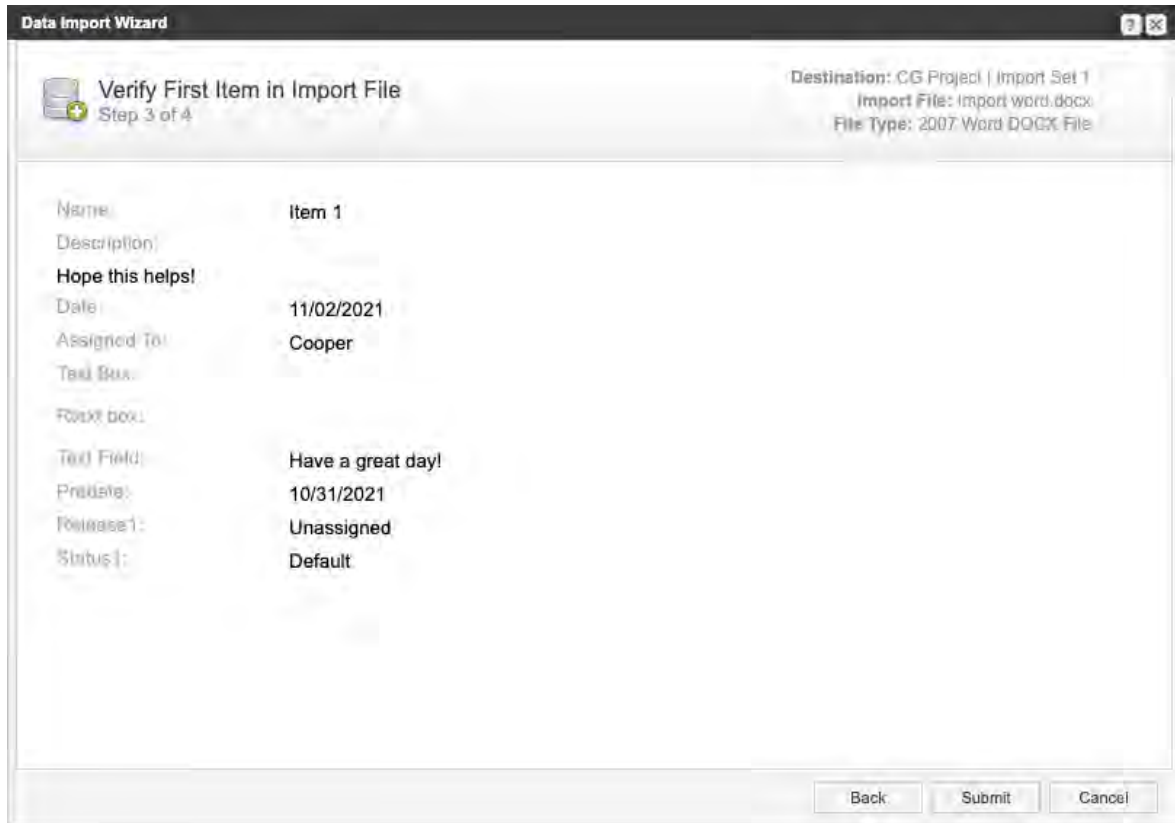 Data Import Wizard
Verify First Item in Import File
Step 3 of 4
Destination: CG Project | Import Set 1
Import File: Import word.docx
File Type: 2007 Word DOCX File
Name: Item 1
Description:
Hope this helps!
Date: 11/02/2021
Assigned To: Cooper
Text Box:
box:
Text Field: Have a great day!
Predate: 10/31/2021
Release1: Unassigned
Status1: Default
Back Submit Cancel